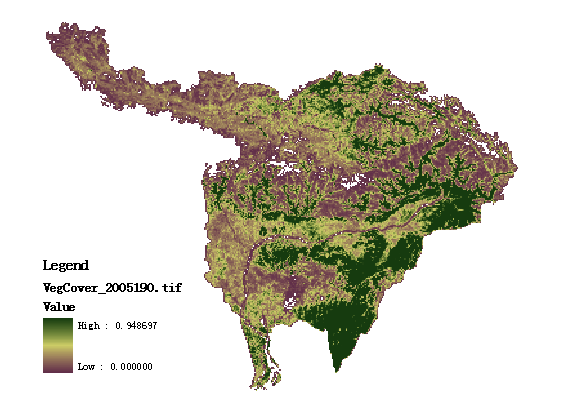 Legend
VegCover_2005190.tif
Value
High : 0.948697
Low : 0.000000